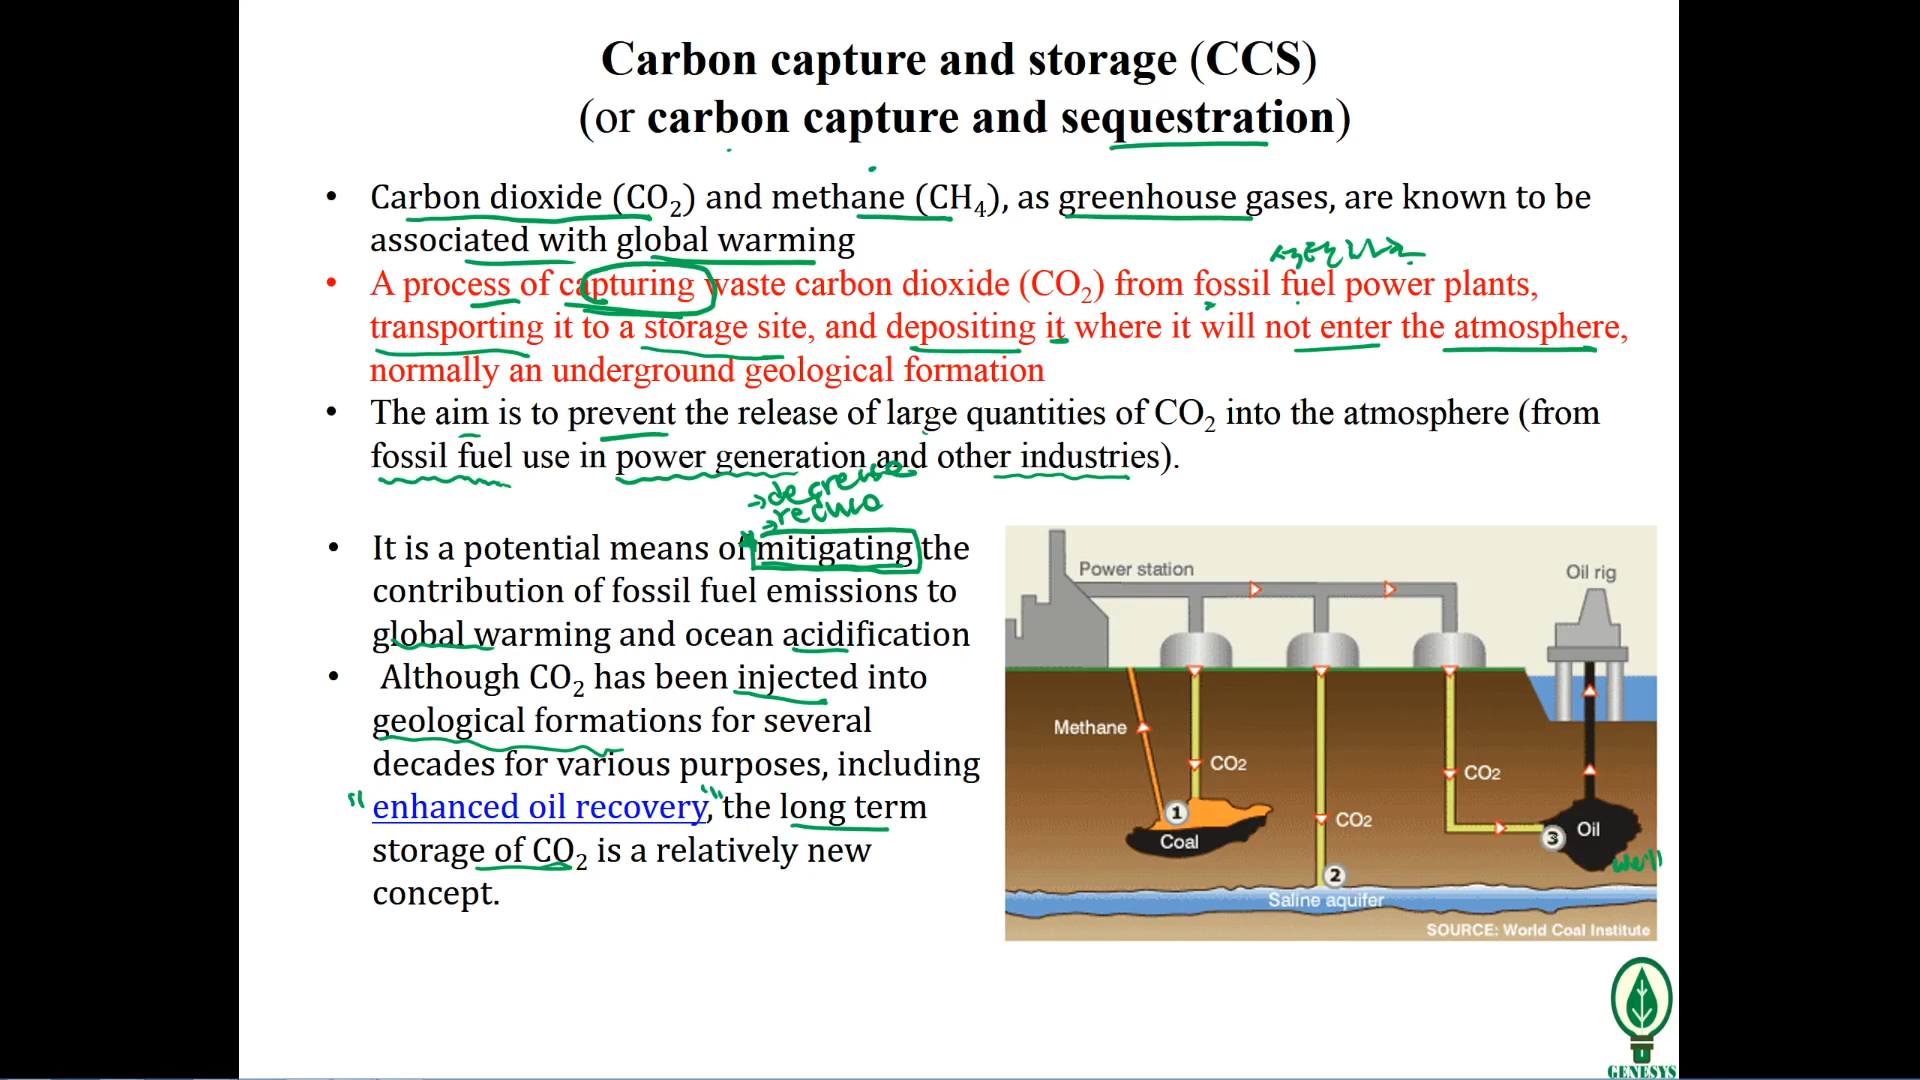 Carbon capture and storage (CCS)
(or carbon capture and sequestration)
• Carbon dioxide (CO₂) and methane (CH₄), as greenhouse gases, are known to be
associated with global warming
• A process of capturing waste carbon dioxide (CO₂) from fossil fuel power plants,
transporting it to a storage site, and depositing it where it will not enter the atmosphere,
normally an underground geological formation
• The aim is to prevent the release of large quantities of CO₂ into the atmosphere (from
fossil fuel use in power generation and other industries).
• It is a potential means of mitigating the
contribution of fossil fuel emissions to
global warming and ocean acidification
• Although CO₂ has been injected into
geological formations for several
decades for various purposes, including
"enhanced oil recovery", the long term
storage of CO₂ is a relatively new
concept.
Power station
Oil rig
Methane
CO2
CO2
CO2
1
Coal
3
Oil
well
2
Saline aquifer
SOURCE: World Coal Institute
GENESYS